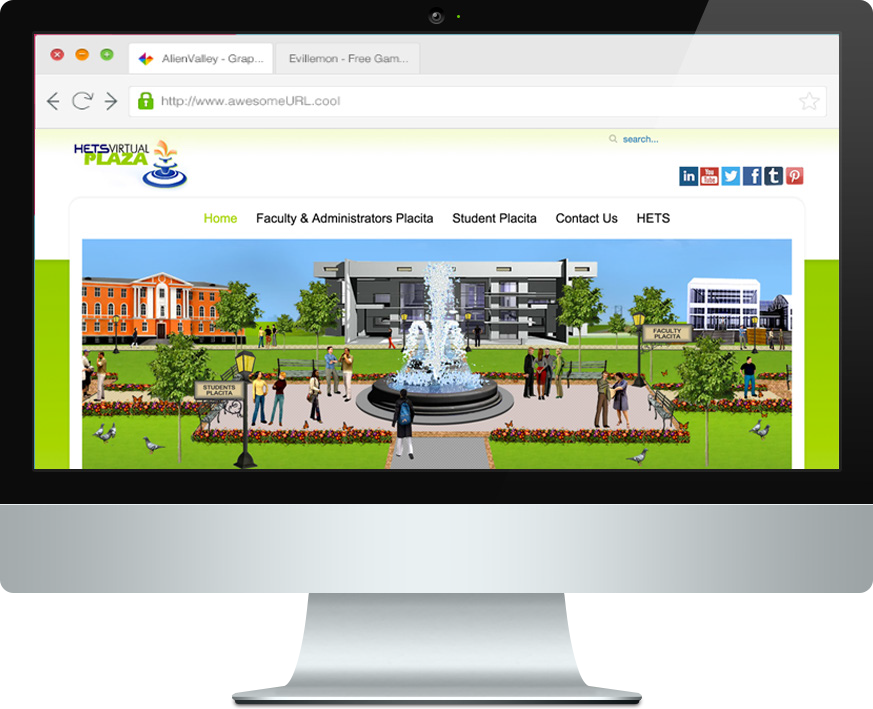 AlienValley - Grap...
Evillemon - Free Gam...
http://www.awesomeURL.cool
HETSVIRTUAL
PLAZA
search...
in
You
Tube
f
t
Home
Faculty & Administrators Placita
Student Placita
Contact Us
HETS
FACULTY
PLACITA
STUDENTS
PLACITA